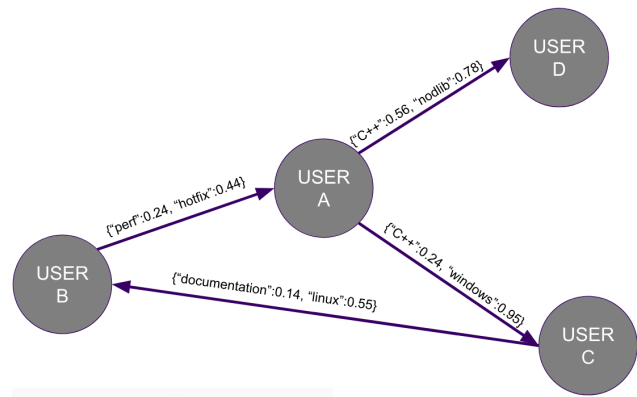 USER
D
{“C++”:0.56, “nodlib”:0.78}
USER
A
{“perf”:0.24, “hotfix”:0.44}
{“C++”:0.24, “windows”:0.95}
USER
B
{“documentation”:0.14, “linux”:0.55}
USER
C